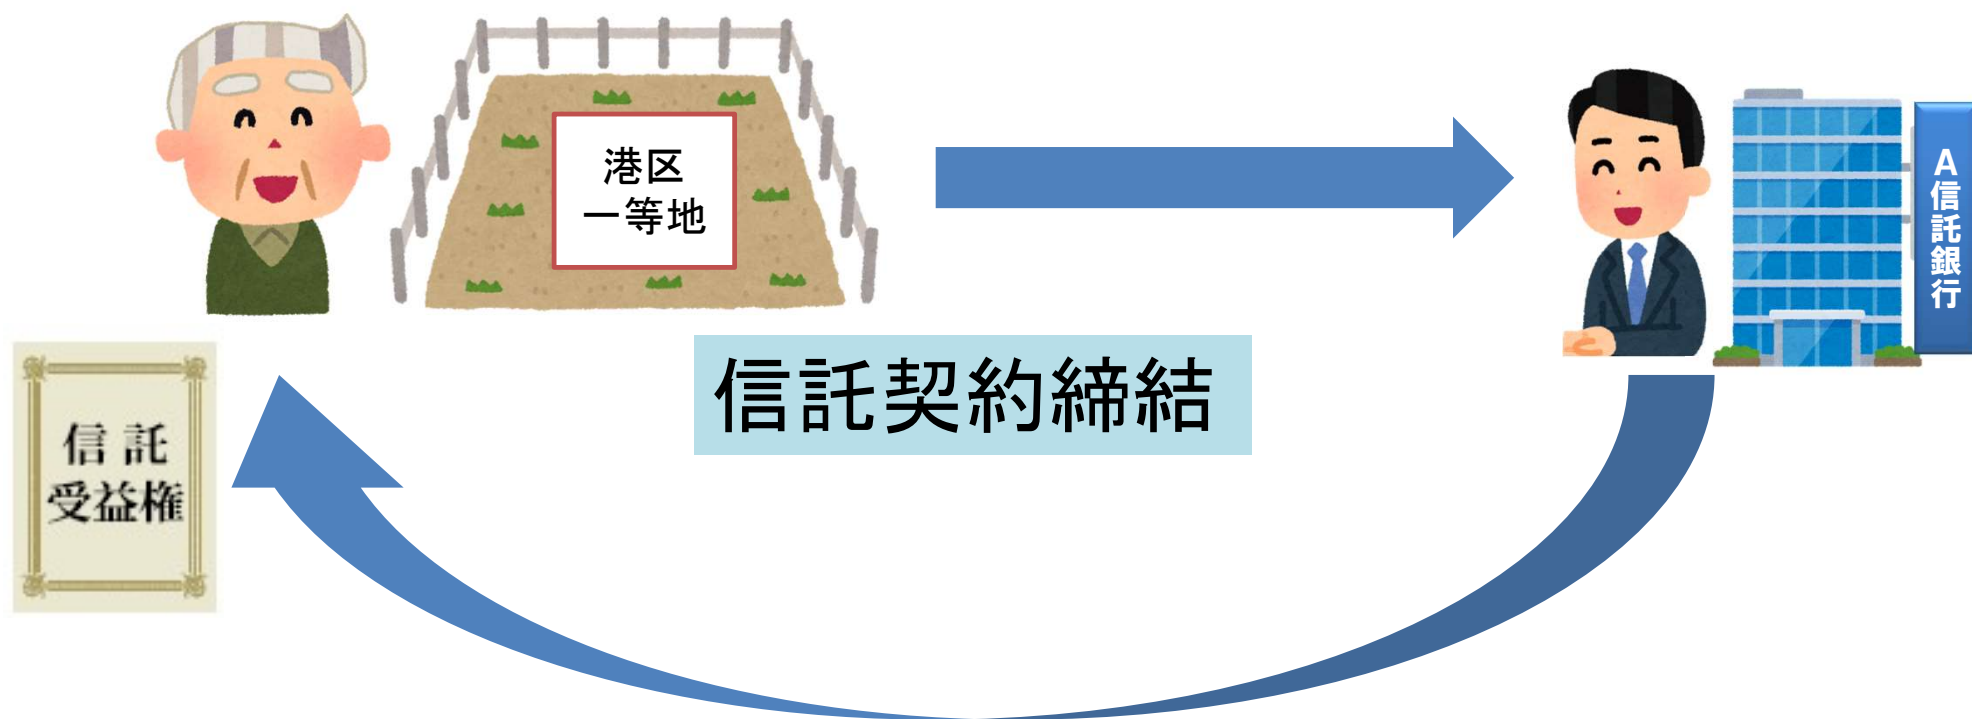 港区
一等地
A信託銀行
信託契約締結
信託
受益権